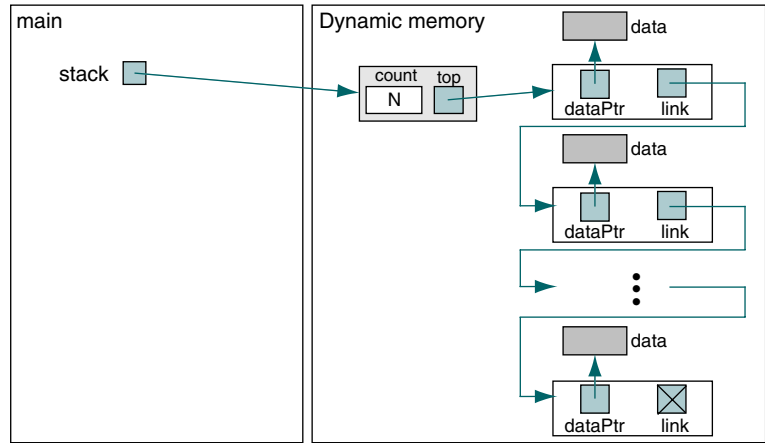 main
Dynamic memory
stack
count top
N
data
dataPtr link
data
dataPtr link
data
dataPtr link